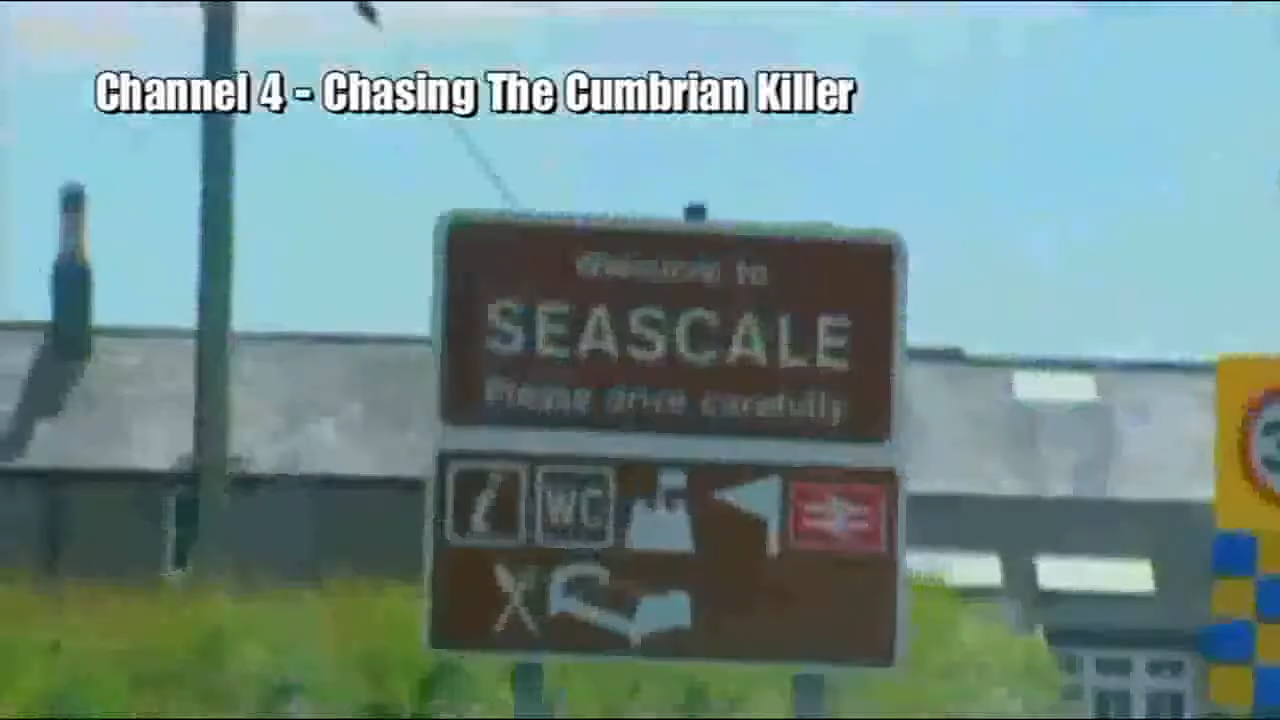 Channel 4 - Chasing The Cumbrian Killer
Welcome to
SEASCALE
Please drive carefully
i
WC